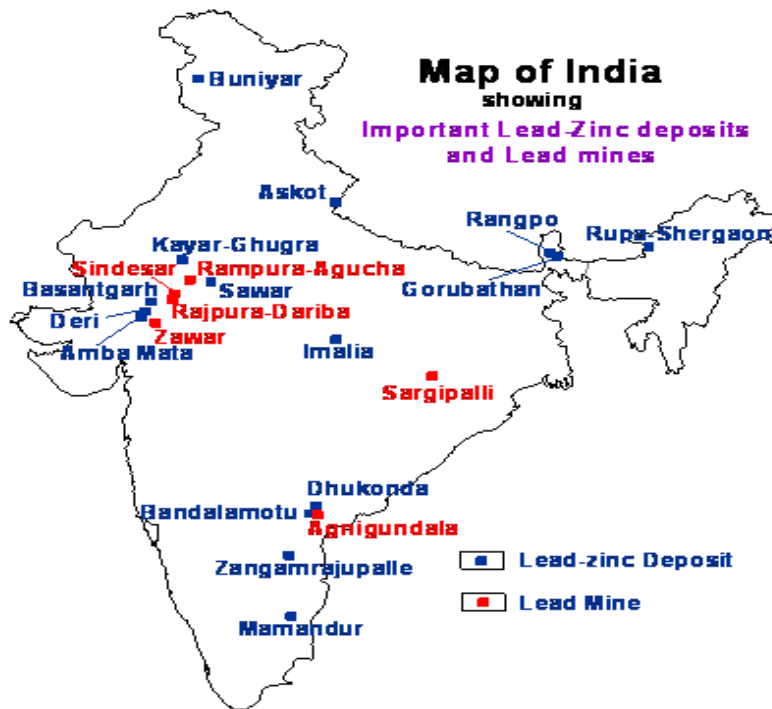 Map of India
showing
Important Lead-Zinc deposits
and Lead mines
Buniyar
Askot
Rangpo
Rupa-Shergaon
Kayar-Ghugra
Sindesar
Rampura-Agucha
Gorubathan
Basantgarh
Sawar
Deri
Rajpura-Dariba
Zawar
Amba Mata
Imalia
Sargipalli
Dhukonda
Bandalamotu
Agnigundala
Zangamrajupalle
Lead-zinc Deposit
Lead Mine
Mamandur